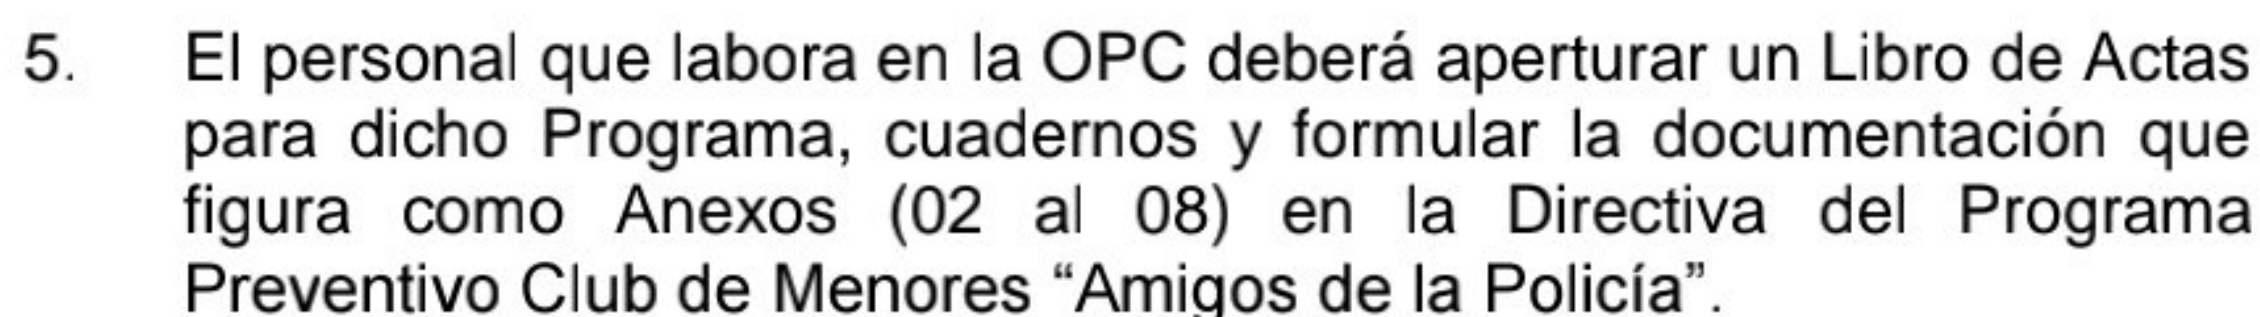 5. El personal que labora en la OPC deberá aperturar un Libro de Actas
para dicho Programa, cuadernos y formular la documentación que
figura como Anexos (02 al 08) en la Directiva del Programa
Preventivo Club de Menores “Amigos de la Policía”.